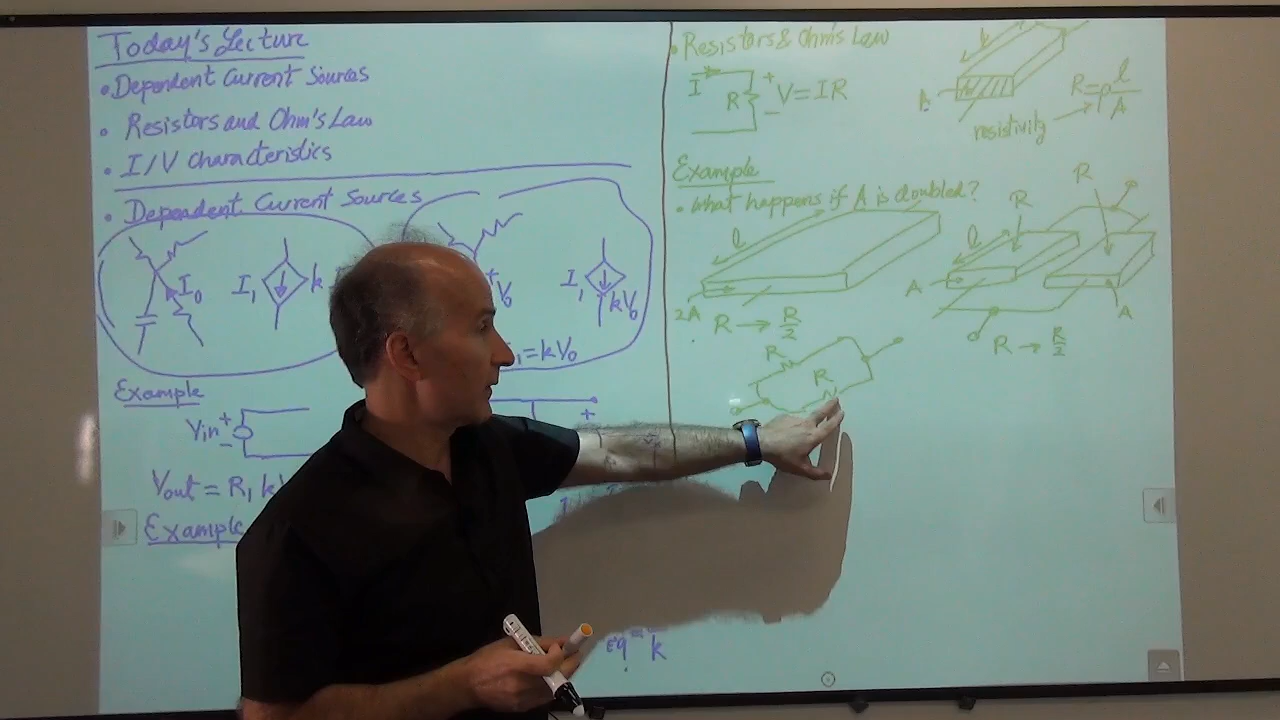 Today's Lecture
• Dependent Current Sources
• Resistors and Ohm's Law
• I/V Characteristics
• Dependent Current Sources
I₀
I₁
k
V₀
+
I₁
kV₀
I₁=kV₀
Example
Vin
+
−
+
Vout = R₁ k
Example
eq = k
• Resistors & Ohm's Law
I
R
+
−
V=IR
l
A
R=ρ l/A
resistivity
Example
• What happens if A is doubled?
l
2A
R → R/2
R
R
l
A
A
R → R/2
R
R